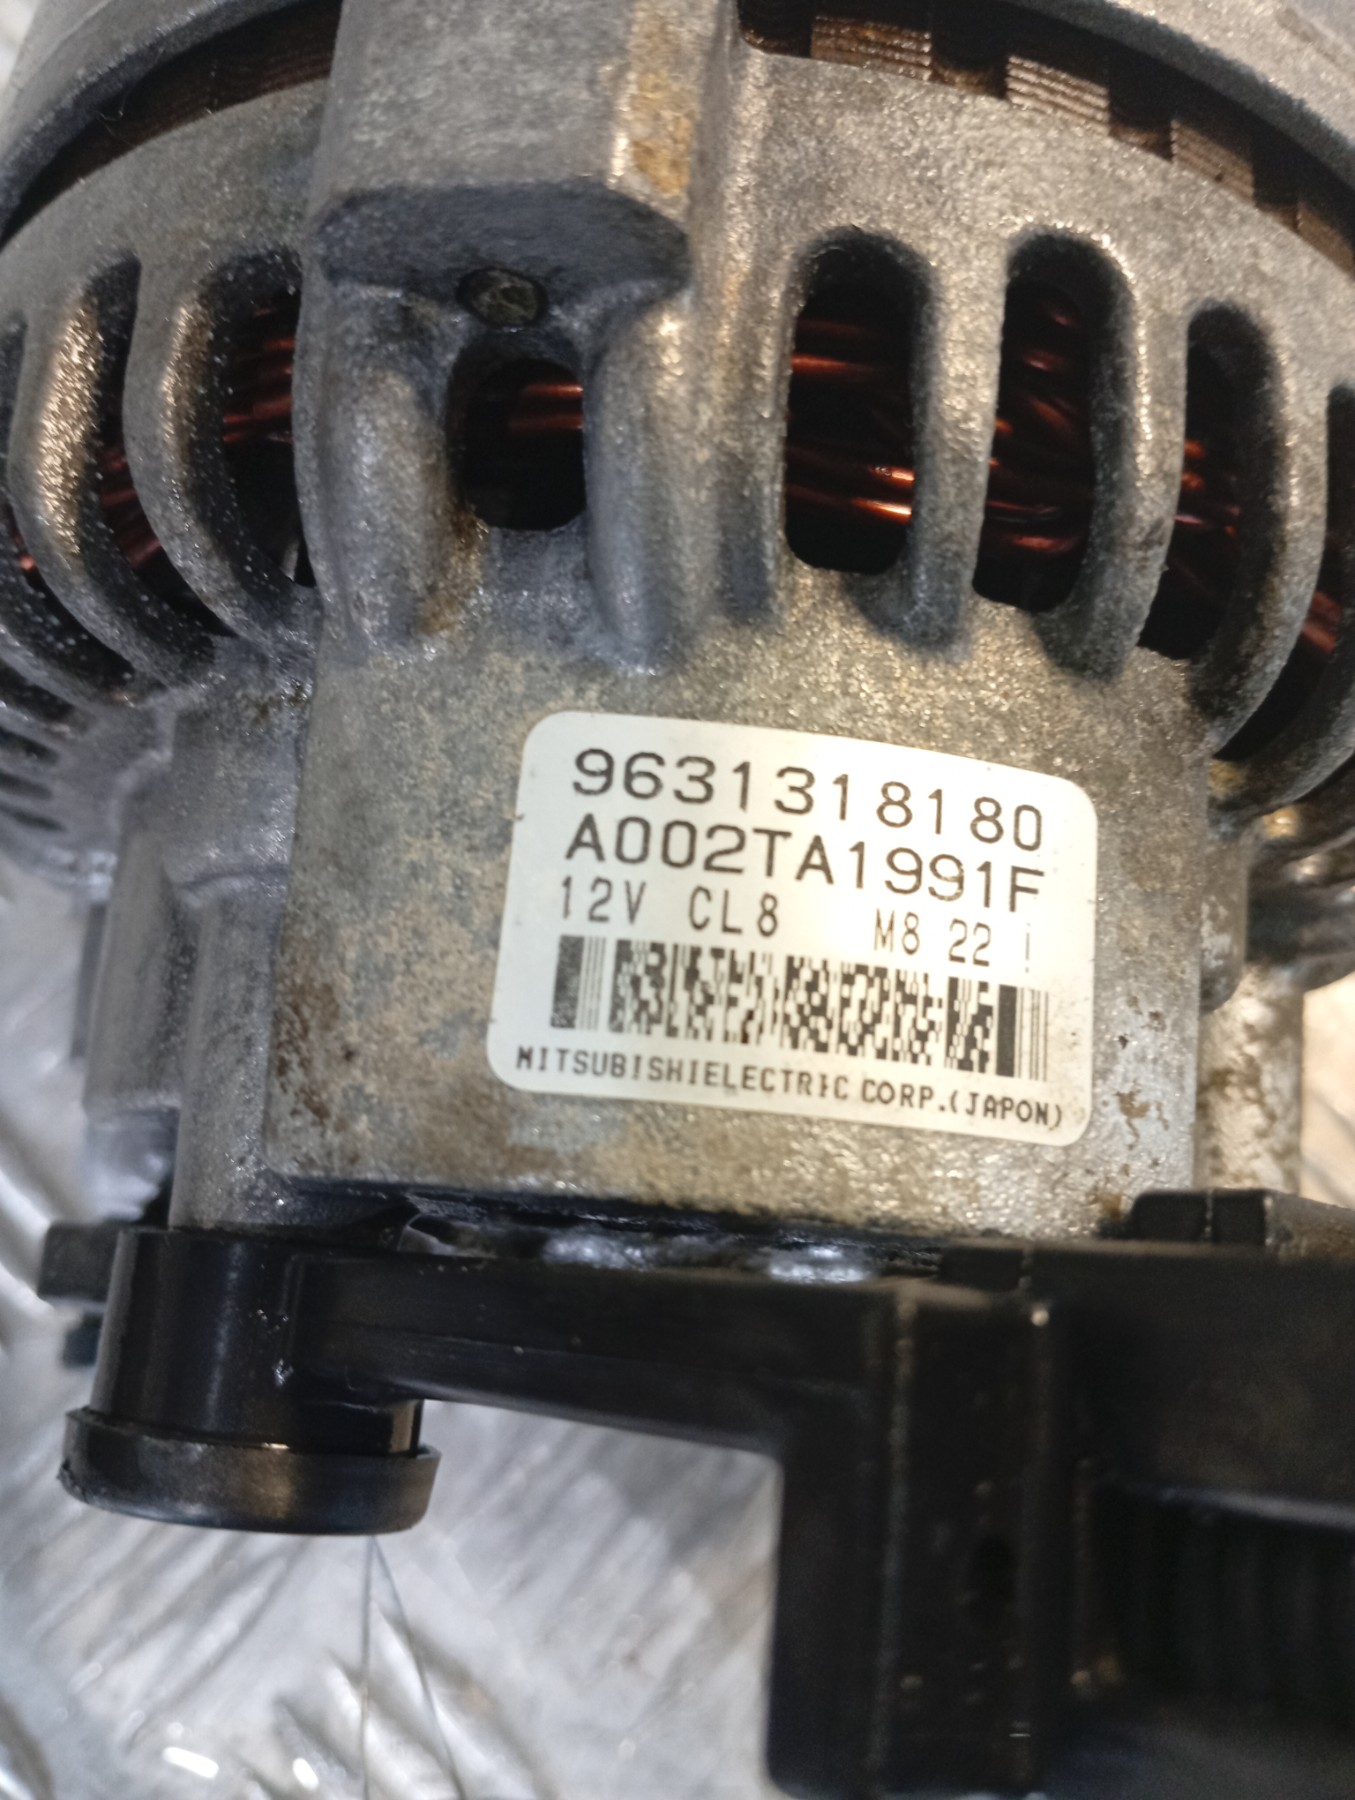 9631318180
A002TA1991F
12V CL8 M8 22 I
MITSUBISHIELECTRIC CORP.(JAPON)